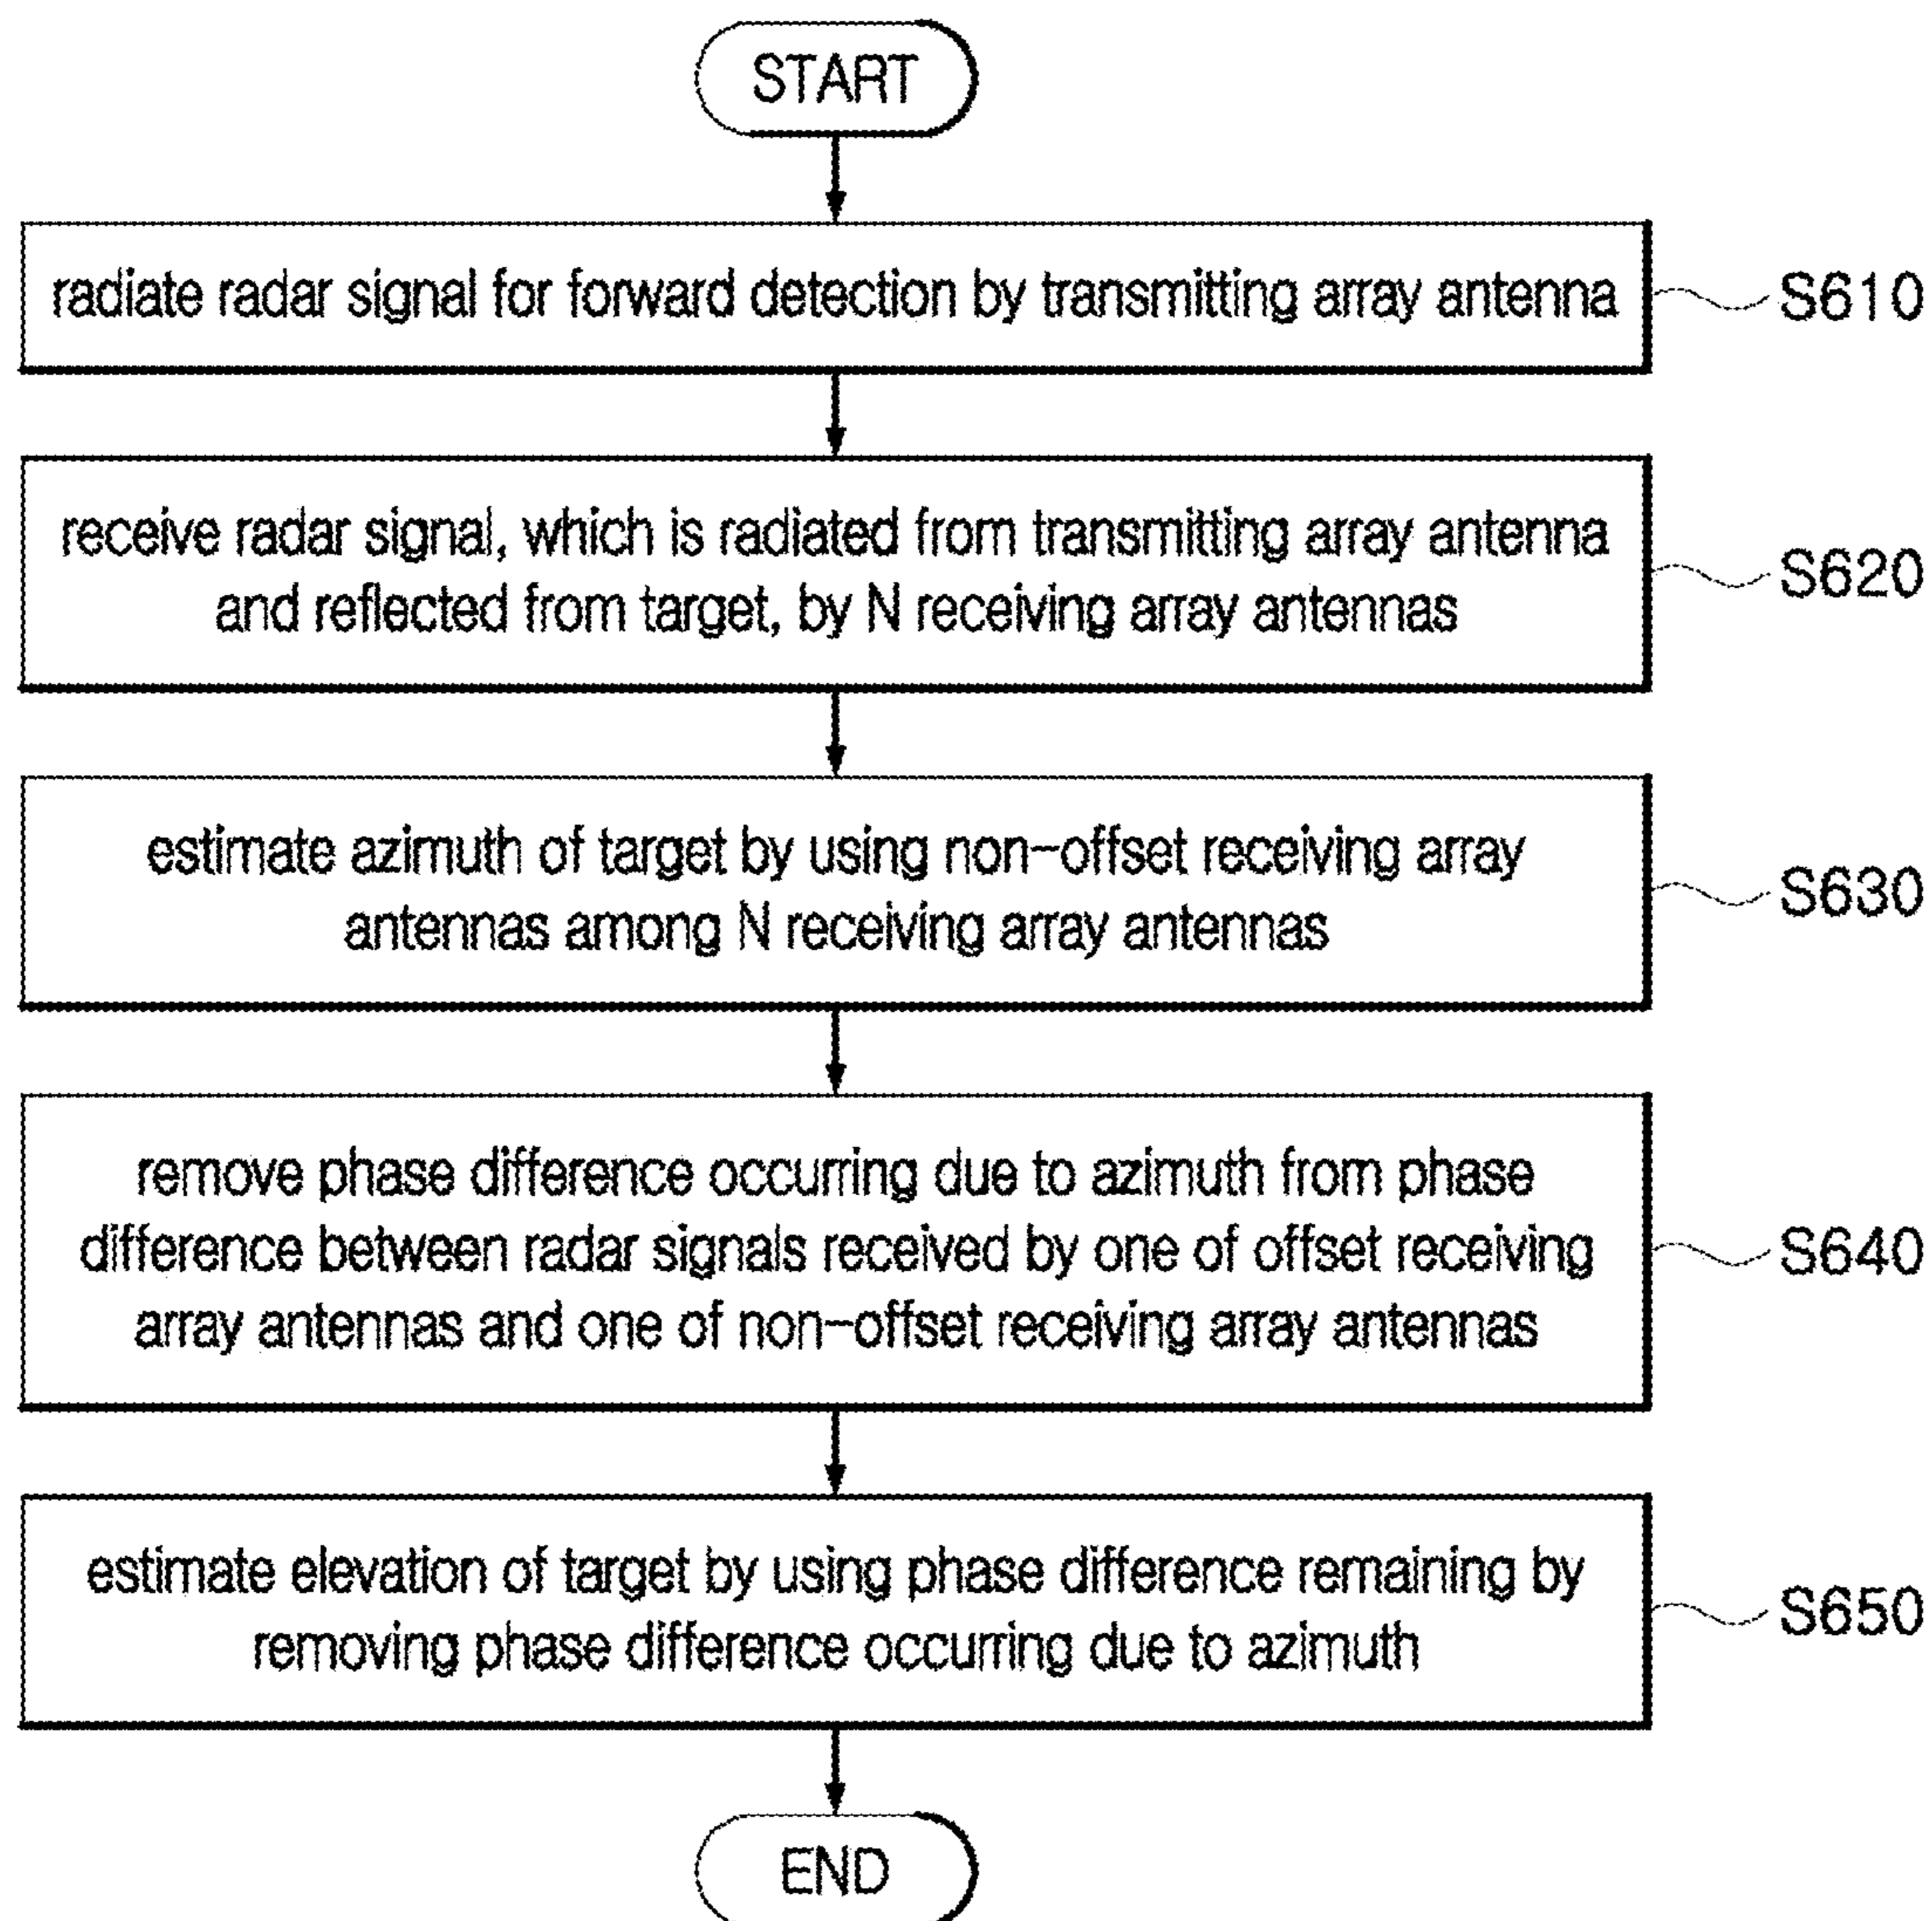 START
radiate radar signal for forward detection by transmitting array antenna
S610
receive radar signal, which is radiated from transmitting array antenna
and reflected from target, by N receiving array antennas
S620
estimate azimuth of target by using non-offset receiving array
antennas among N receiving array antennas
S630
remove phase difference occurring due to azimuth from phase
difference between radar signals received by one of offset receiving
array antennas and one of non-offset receiving array antennas
S640
estimate elevation of target by using phase difference remaining by
removing phase difference occurring due to azimuth
S650
END